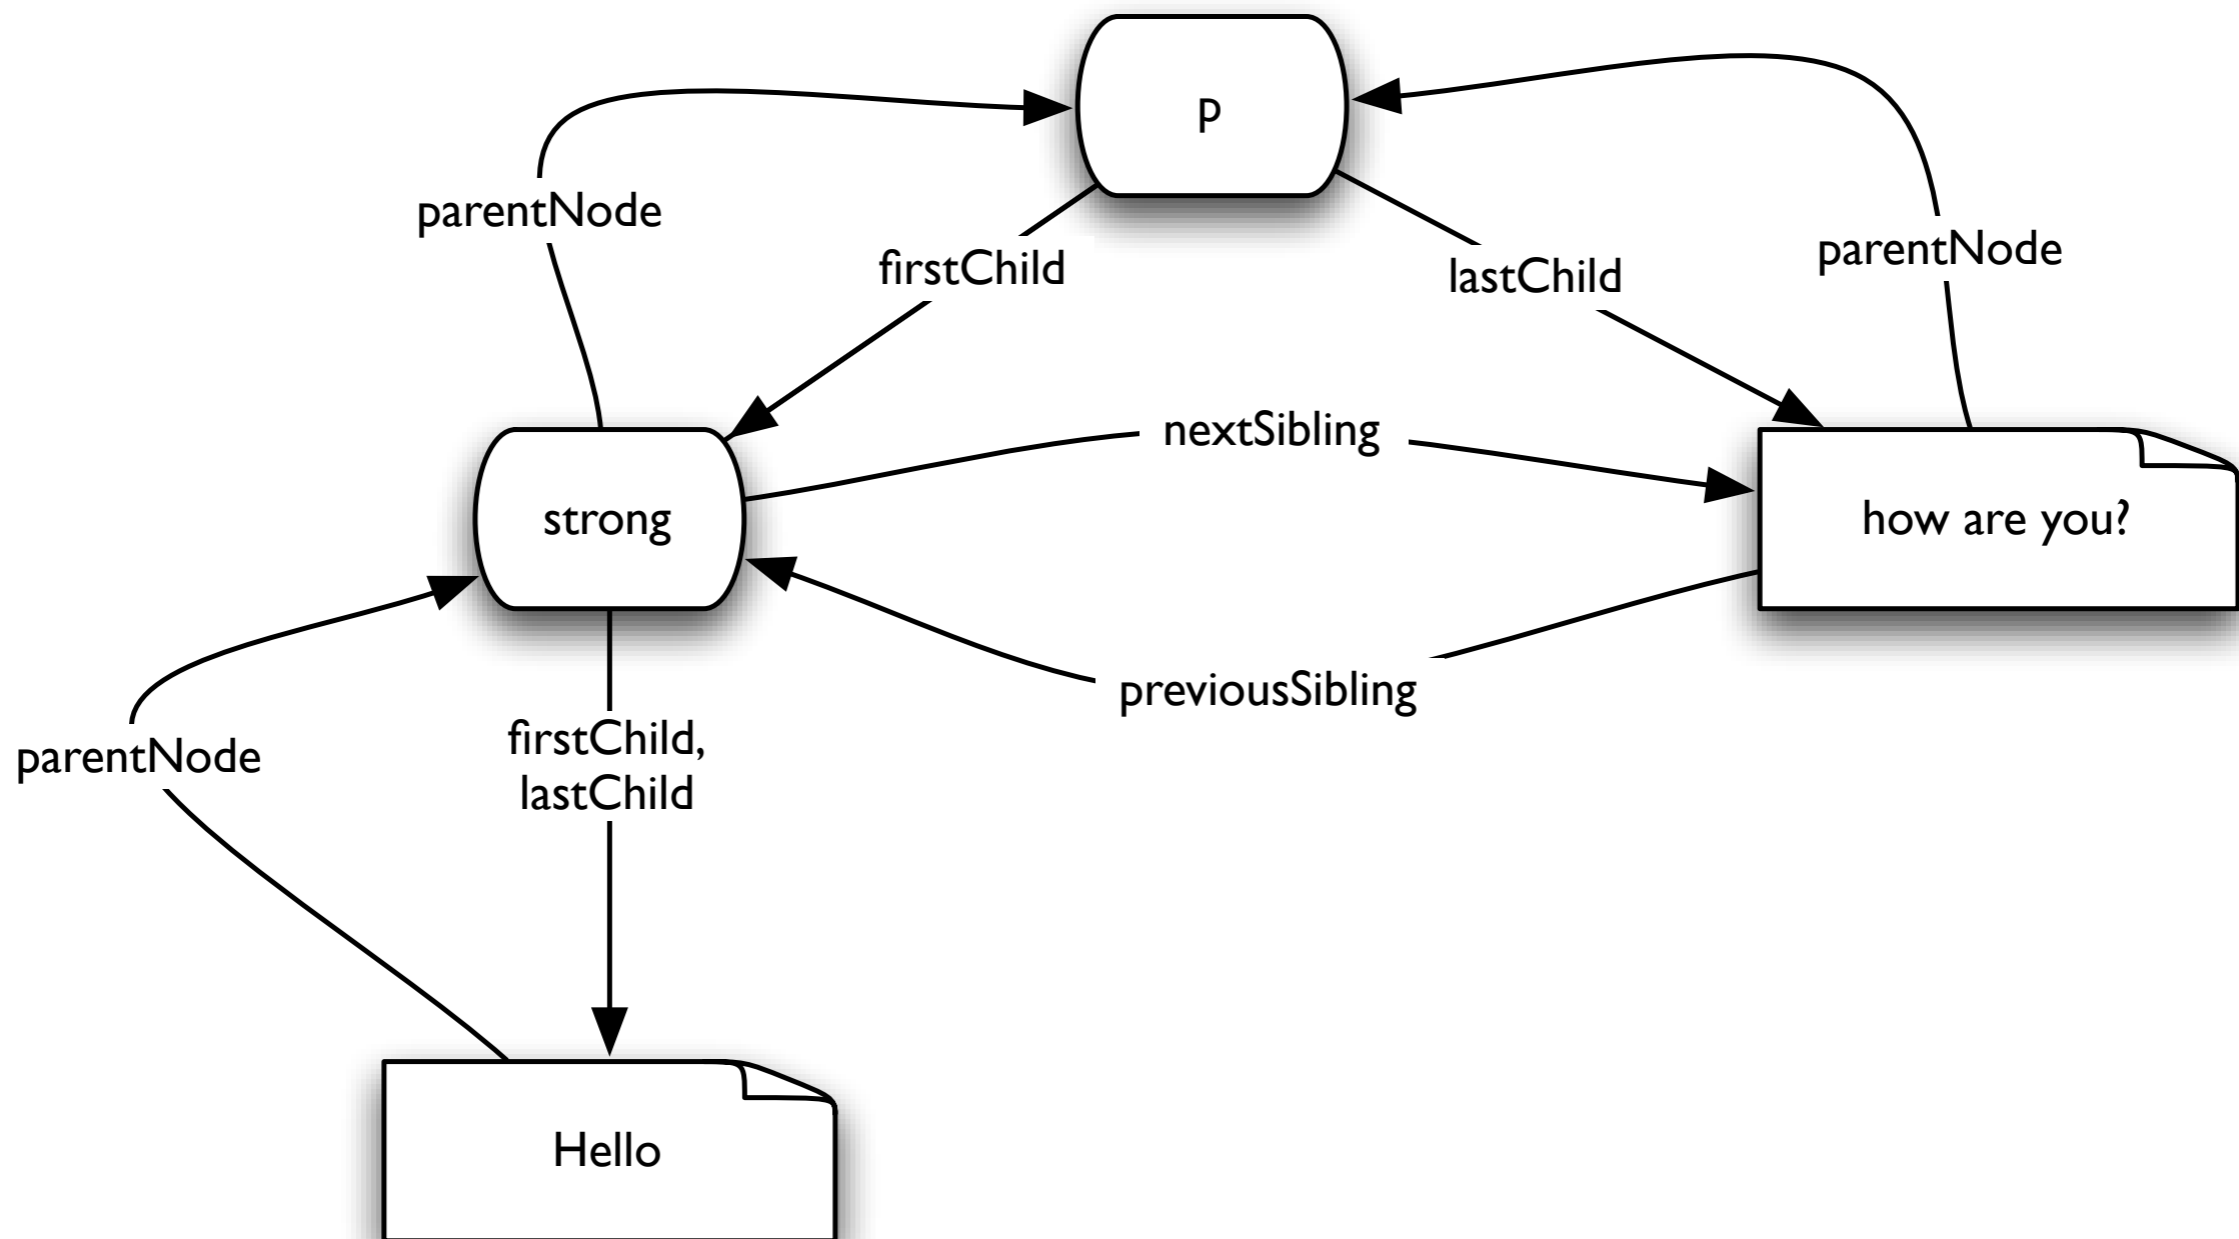 p
parentNode
firstChild
lastChild
parentNode
nextSibling
strong
how are you?
previousSibling
parentNode
firstChild,
lastChild
Hello